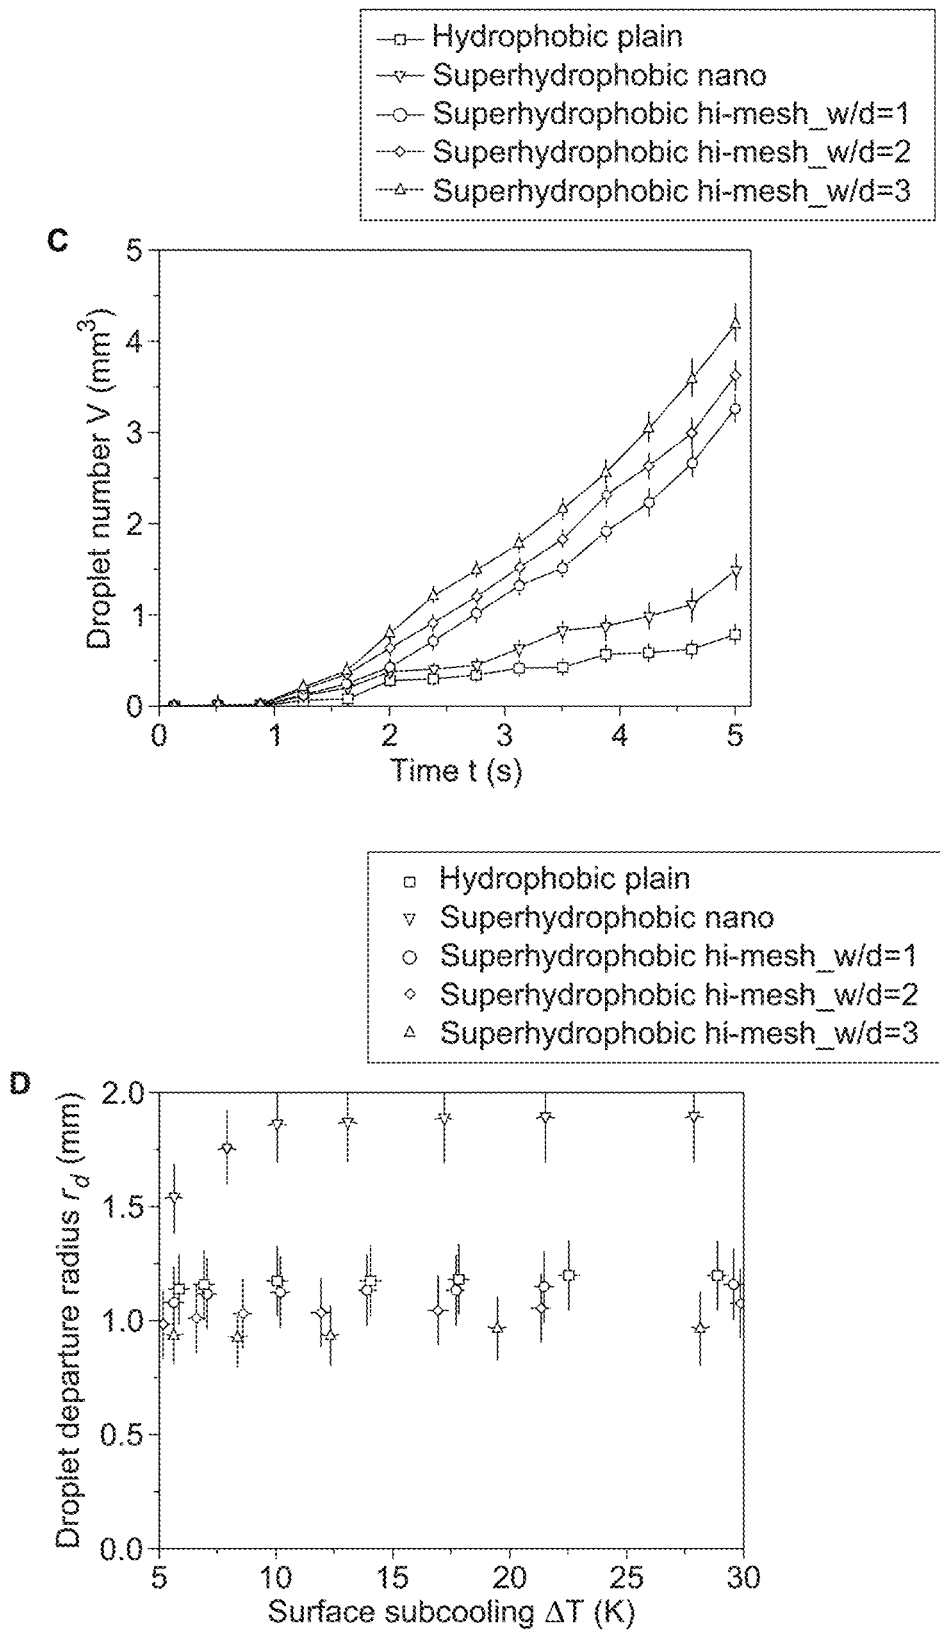 Hydrophobic plain
Superhydrophobic nano
Superhydrophobic hi-mesh_w/d=1
Superhydrophobic hi-mesh_w/d=2
Superhydrophobic hi-mesh_w/d=3
C
Droplet number V (mm³)
5
4
3
2
1
0
0 1 2 3 4 5
Time t (s)
Hydrophobic plain
Superhydrophobic nano
Superhydrophobic hi-mesh_w/d=1
Superhydrophobic hi-mesh_w/d=2
Superhydrophobic hi-mesh_w/d=3
D
Droplet departure radius r_d (mm)
2.0
1.5
1.0
0.5
0.0
5 10 15 20 25 30
Surface subcooling ΔT (K)